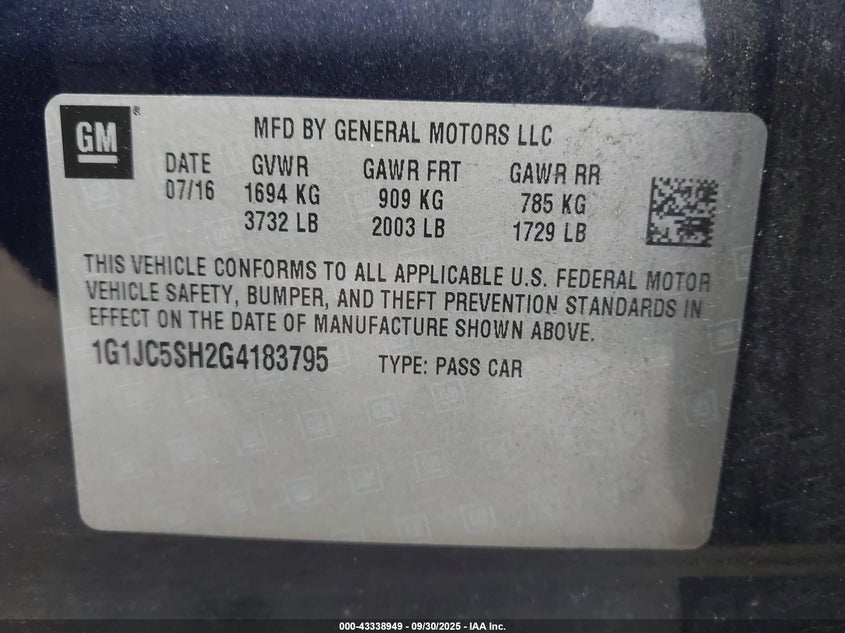 GM
®
MFD BY GENERAL MOTORS LLC
DATE GVWR GAWR FRT GAWR RR
07/16 1694 KG 909 KG 785 KG
3732 LB 2003 LB 1729 LB
THIS VEHICLE CONFORMS TO ALL APPLICABLE U.S. FEDERAL MOTOR
VEHICLE SAFETY, BUMPER, AND THEFT PREVENTION STANDARDS IN
EFFECT ON THE DATE OF MANUFACTURE SHOWN ABOVE.
1G1JC5SH2G4183795 TYPE: PASS CAR
000-43338949 - 09/30/2025 - IAA Inc.